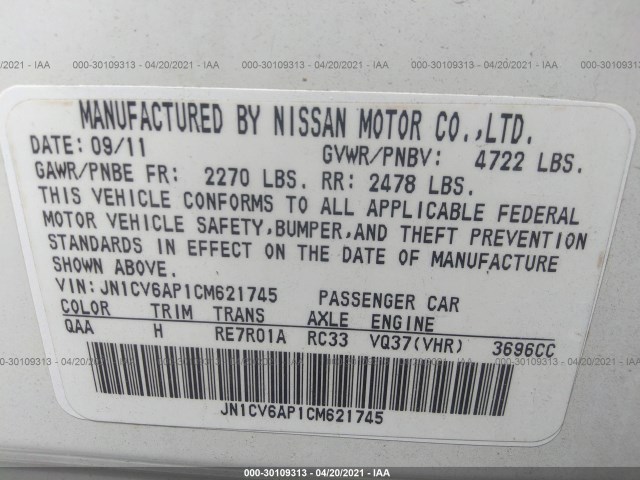 000-30109313 - 04/20/2021 - IAA
MANUFACTURED BY NISSAN MOTOR CO.,LTD.
DATE: 09/11 GVWR/PNBV: 4722 LBS.
GAWR/PNBE FR: 2270 LBS. RR: 2478 LBS.
THIS VEHICLE CONFORMS TO ALL APPLICABLE FEDERAL
MOTOR VEHICLE SAFETY,BUMPER,AND THEFT PREVENTION
STANDARDS IN EFFECT ON THE DATE OF MANUFACTURE
SHOWN ABOVE.
VIN: JN1CV6AP1CM621745 PASSENGER CAR
COLOR TRIM TRANS AXLE ENGINE
QAA H RE7R01A RC33 VQ37(VHR) 3696CC
JN1CV6AP1CM621745
000-30109313 - 04/20/2021 - IAA